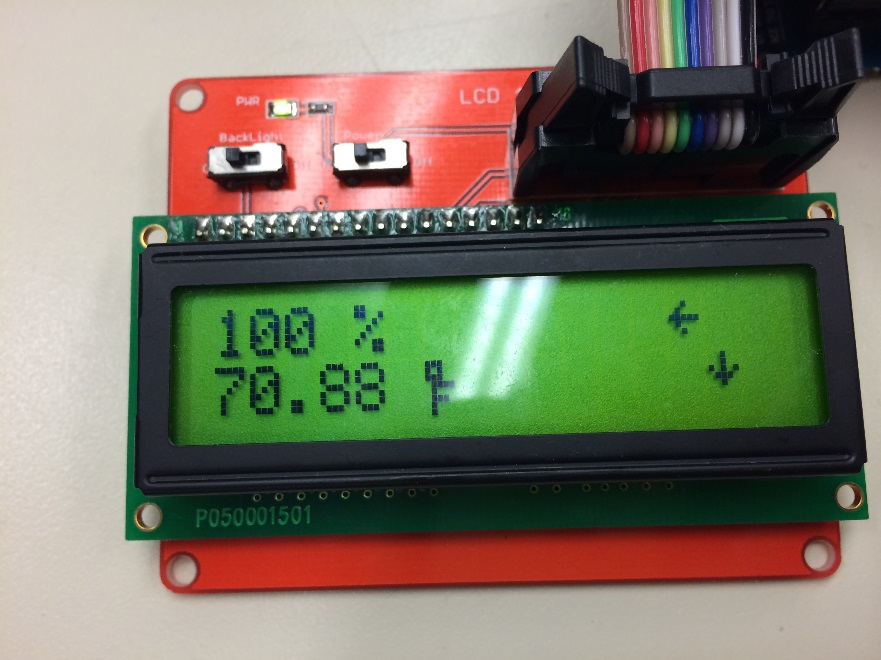 PWR LCD
BackLight Power
100 % ←
70.88 °F ↓
P050001501